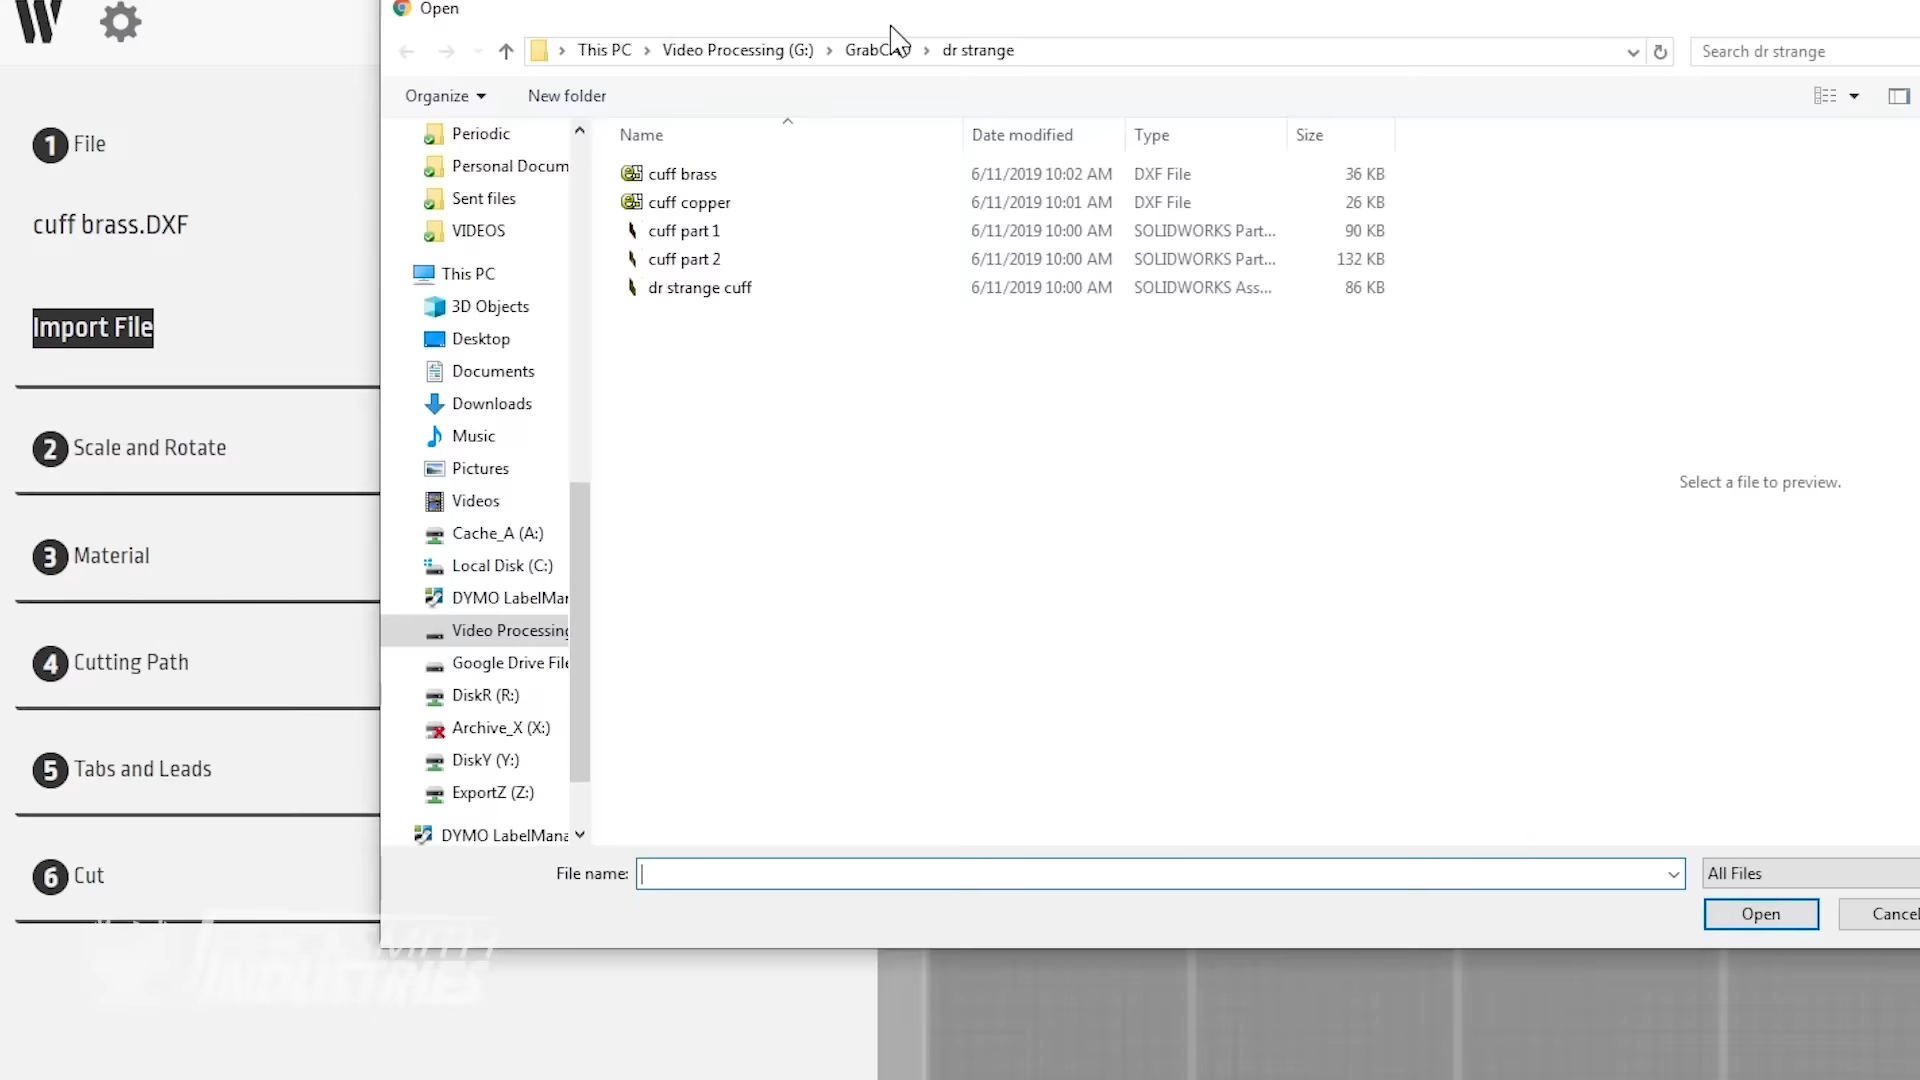 Open
This PC > Video Processing (G:) > GrabCAD > dr strange
Search dr strange
Organize
New folder
1 File
cuff brass.DXF
Import File
2 Scale and Rotate
3 Material
4 Cutting Path
5 Tabs and Leads
6 Cut
Periodic
Personal Docum
Sent files
VIDEOS
This PC
3D Objects
Desktop
Documents
Downloads
Music
Pictures
Videos
Cache_A (A:)
Local Disk (C:)
DYMO LabelMar
Video Processing
Google Drive File
DiskR (R:)
Archive_X (X:)
DiskY (Y:)
ExportZ (Z:)
DYMO LabelMana
Name Date modified Type Size
cuff brass 6/11/2019 10:02 AM DXF File 36 KB
cuff copper 6/11/2019 10:01 AM DXF File 26 KB
cuff part 1 6/11/2019 10:00 AM SOLIDWORKS Part... 90 KB
cuff part 2 6/11/2019 10:00 AM SOLIDWORKS Part... 132 KB
dr strange cuff 6/11/2019 10:00 AM SOLIDWORKS Ass... 86 KB
Select a file to preview.
File name:
All Files
Open
Cancel
INDUSTRIES